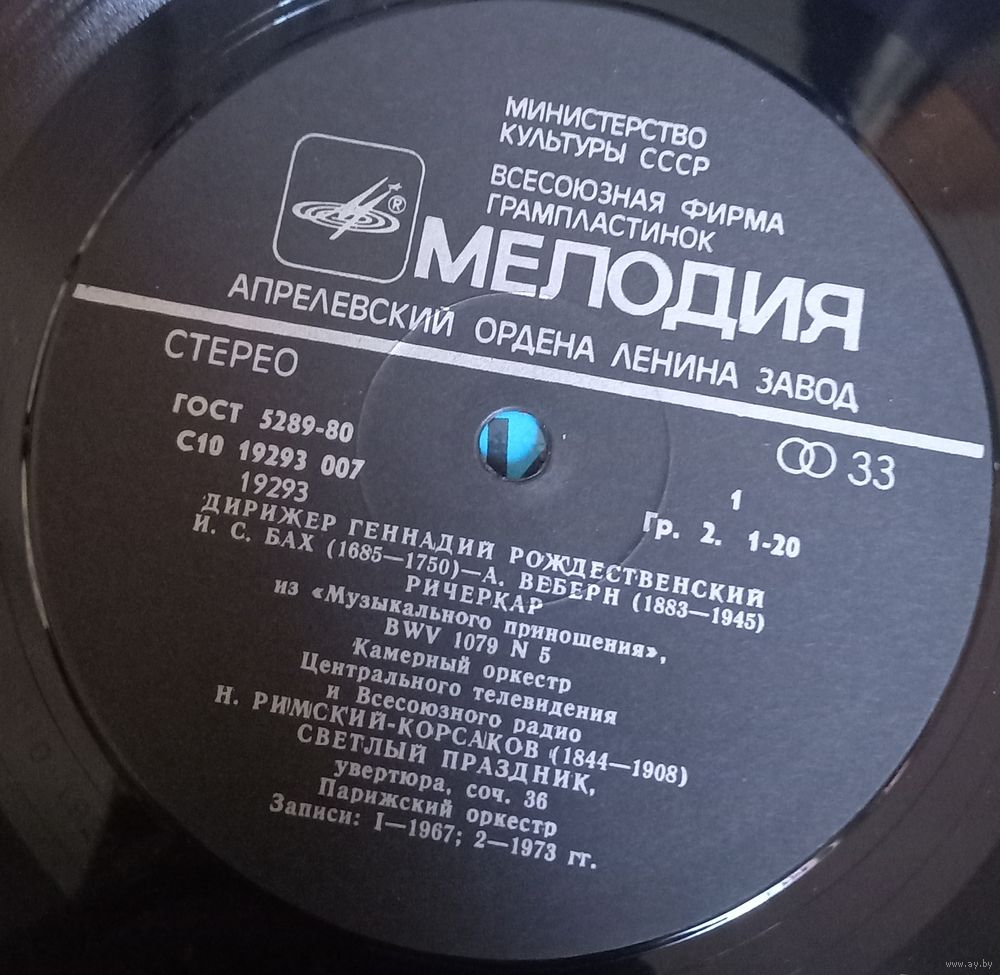 МИНИСТЕРСТВО
КУЛЬТУРЫ СССР
ВСЕСОЮЗНАЯ ФИРМА
ГРАМПЛАСТИНОК
®
МЕЛОДИЯ
АПРЕЛЕВСКИЙ ОРДЕНА ЛЕНИНА ЗАВОД
СТЕРЕО
33
ГОСТ 5289-80
С10 19293 007
19293
1
Гр. 2. 1-20
ДИРИЖЕР ГЕННАДИЙ РОЖДЕСТВЕНСКИЙ
И. С. БАХ (1685—1750)—А. ВЕБЕРН (1883—1945)
РИЧЕРКАР
из «Музыкального приношения»,
BWV 1079 N 5
Камерный оркестр
Центрального телевидения
и Всесоюзного радио
Н. РИМСКИЙ-КОРСАКОВ (1844—1908)
СВЕТЛЫЙ ПРАЗДНИК,
увертюра, соч. 36
Парижский оркестр
Записи: 1—1967; 2—1973 гг.
www.ay.by